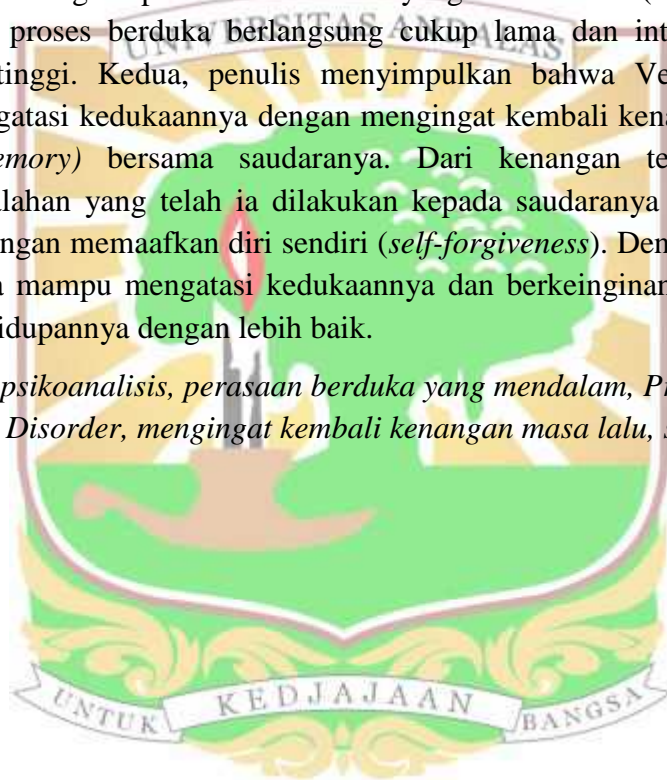 UNIVERSITAS ANDALAS
proses berduka berlangsung cukup lama dan int
tinggi. Kedua, penulis menyimpulkan bahwa Ve
gatasi kedukaannya dengan mengingat kembali kena
emory) bersama saudaranya. Dari kenangan te
alahan yang telah ia dilakukan kepada saudaranya
ngan memaafkan diri sendiri (self-forgiveness). Den
a mampu mengatasi kedukaannya dan berkeinginan
idupannya dengan lebih baik.
psikoanalisis, perasaan berduka yang mendalam, P
Disorder, mengingat kembali kenangan masa lalu, s
UNTUK KEDJAJAAN BANGSA